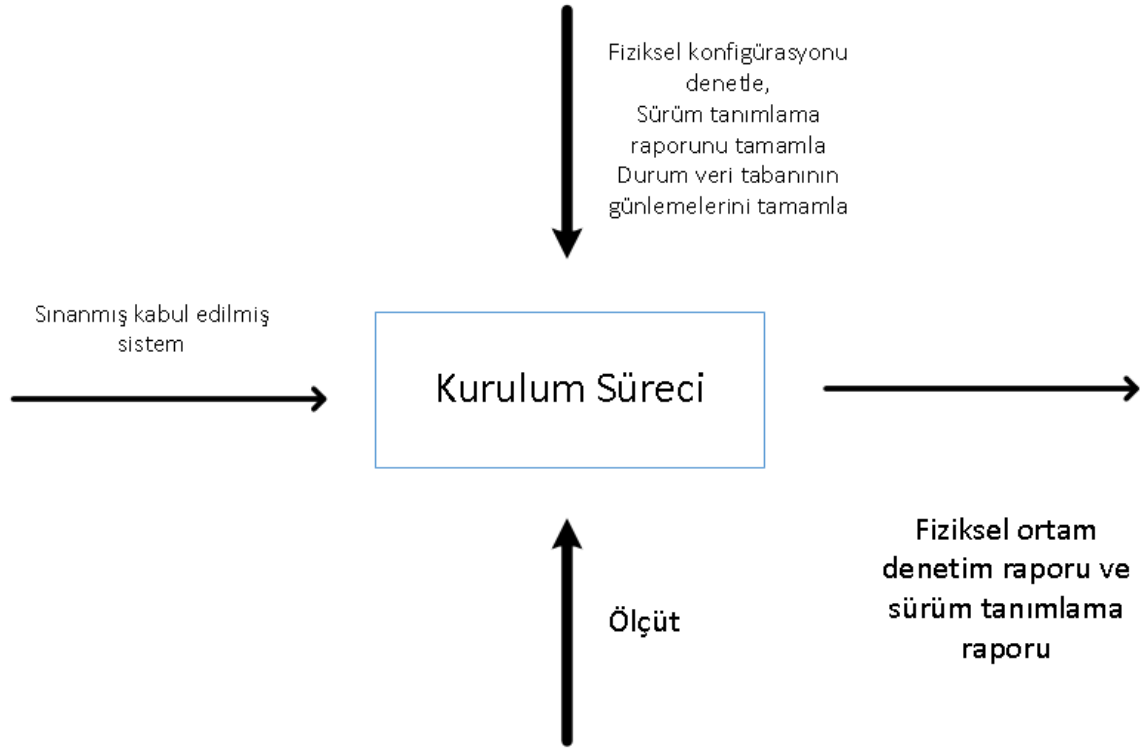 Fiziksel konfigürasyonu
denetle,
Sürüm tanımlama
raporunu tamamla
Durum veri tabanının
günlemelerini tamamla
Sınanmış kabul edilmiş
sistem
Kurulum Süreci
Ölçüt
Fiziksel ortam
denetim raporu ve
sürüm tanımlama
raporu